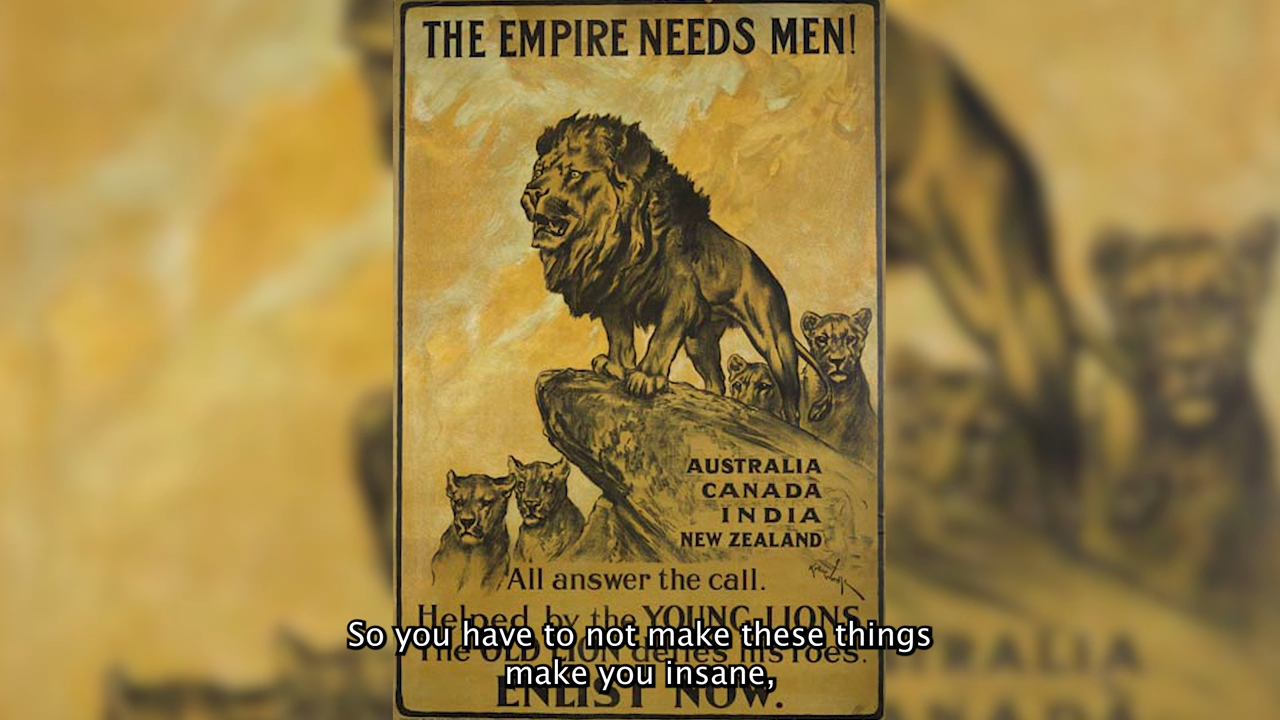 THE EMPIRE NEEDS MEN!
AUSTRALIA
CANADA
INDIA
NEW ZEALAND
All answer the call.
Helped by the YOUNG LIONS
The OLD LION defies his Foes.
ENLIST NOW.
So you have to not make these things
make you insane,